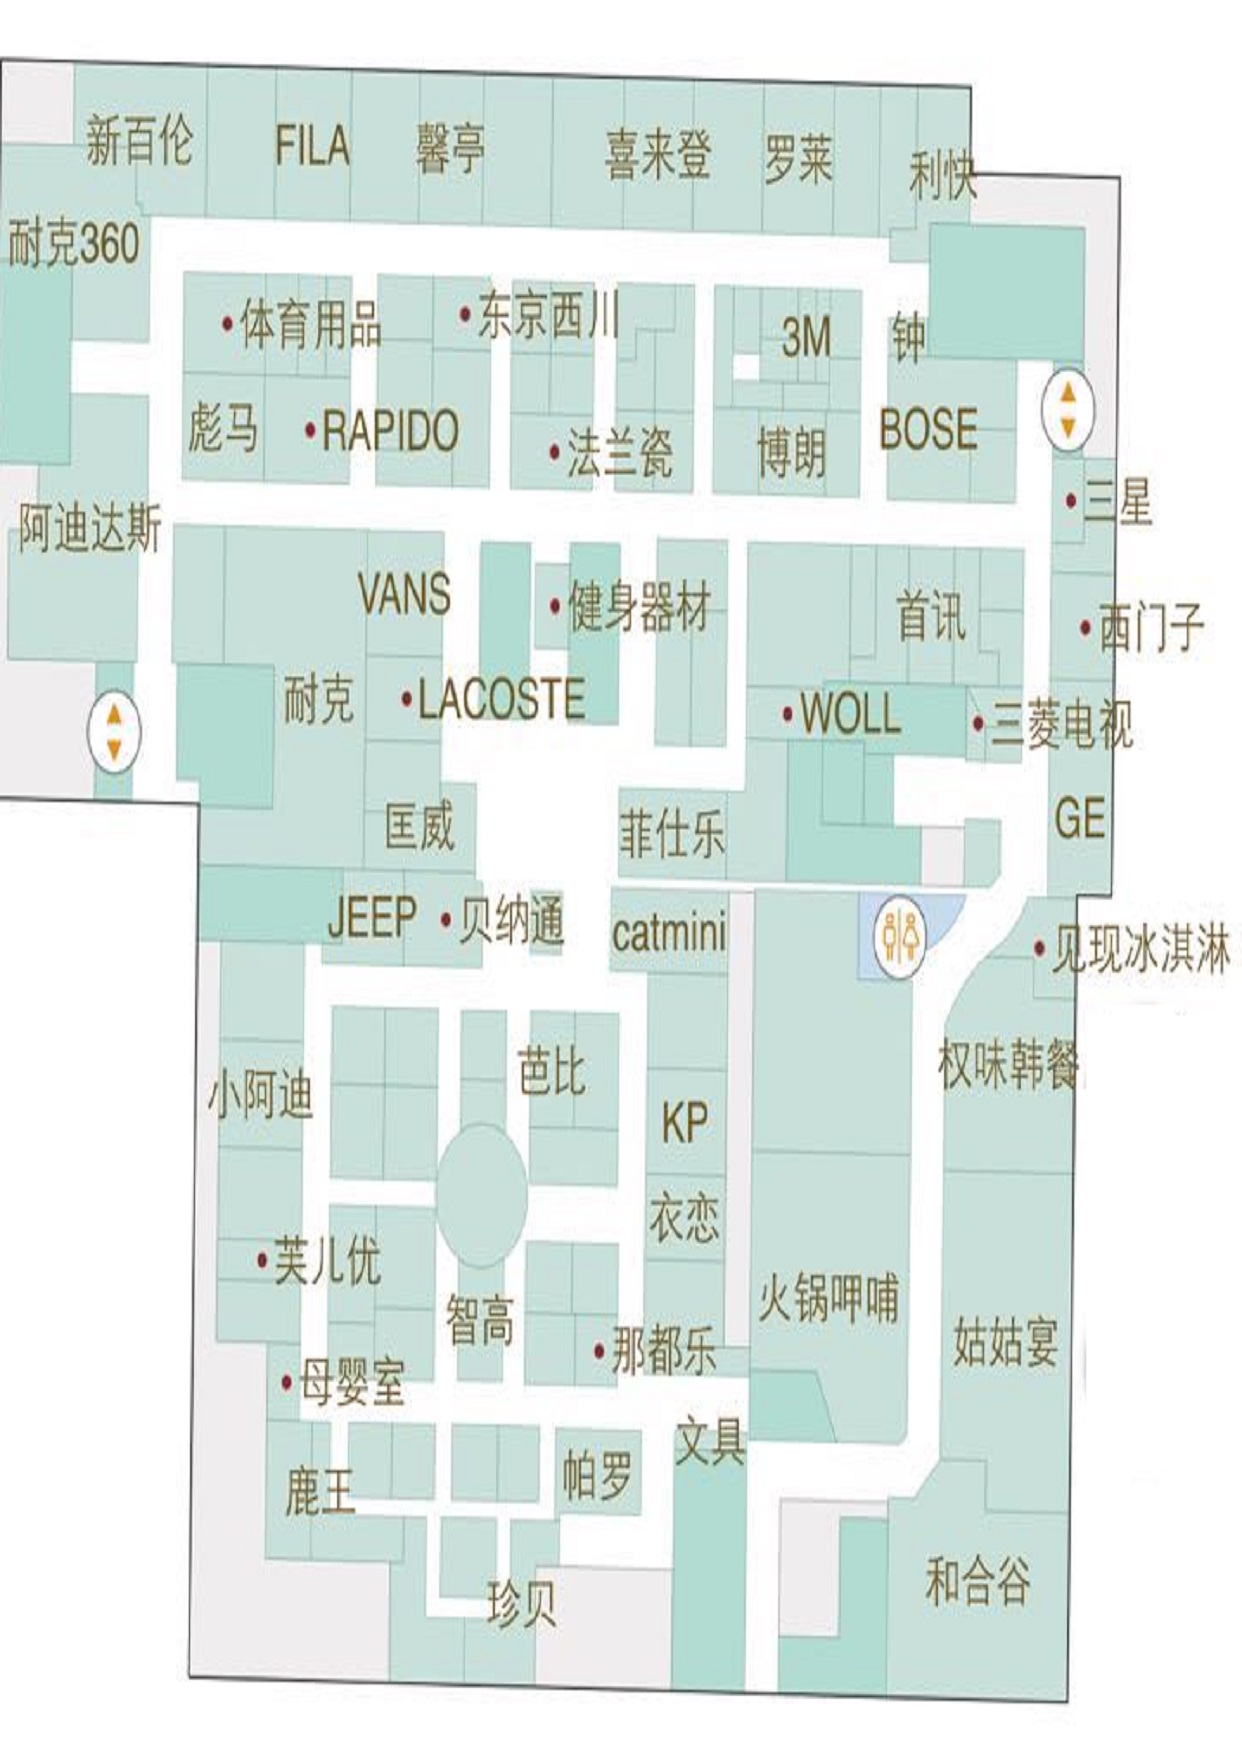 新百伦
FILA
馨亭
喜来登
罗莱
利快
耐克360
体育用品
东京西川
3M
钟
彪马
RAPIDO
法兰瓷
博朗
BOSE
三星
阿迪达斯
VANS
健身器材
首讯
西门子
耐克
LACOSTE
WOLL
三菱电视
匡威
菲仕乐
GE
JEEP
贝纳通
catmini
见现冰淇淋
小阿迪
芭比
KP
权味韩餐
衣恋
芙儿优
智高
那都乐
火锅呷哺
姑姑宴
母婴室
文具
鹿王
帕罗
珍贝
和合谷